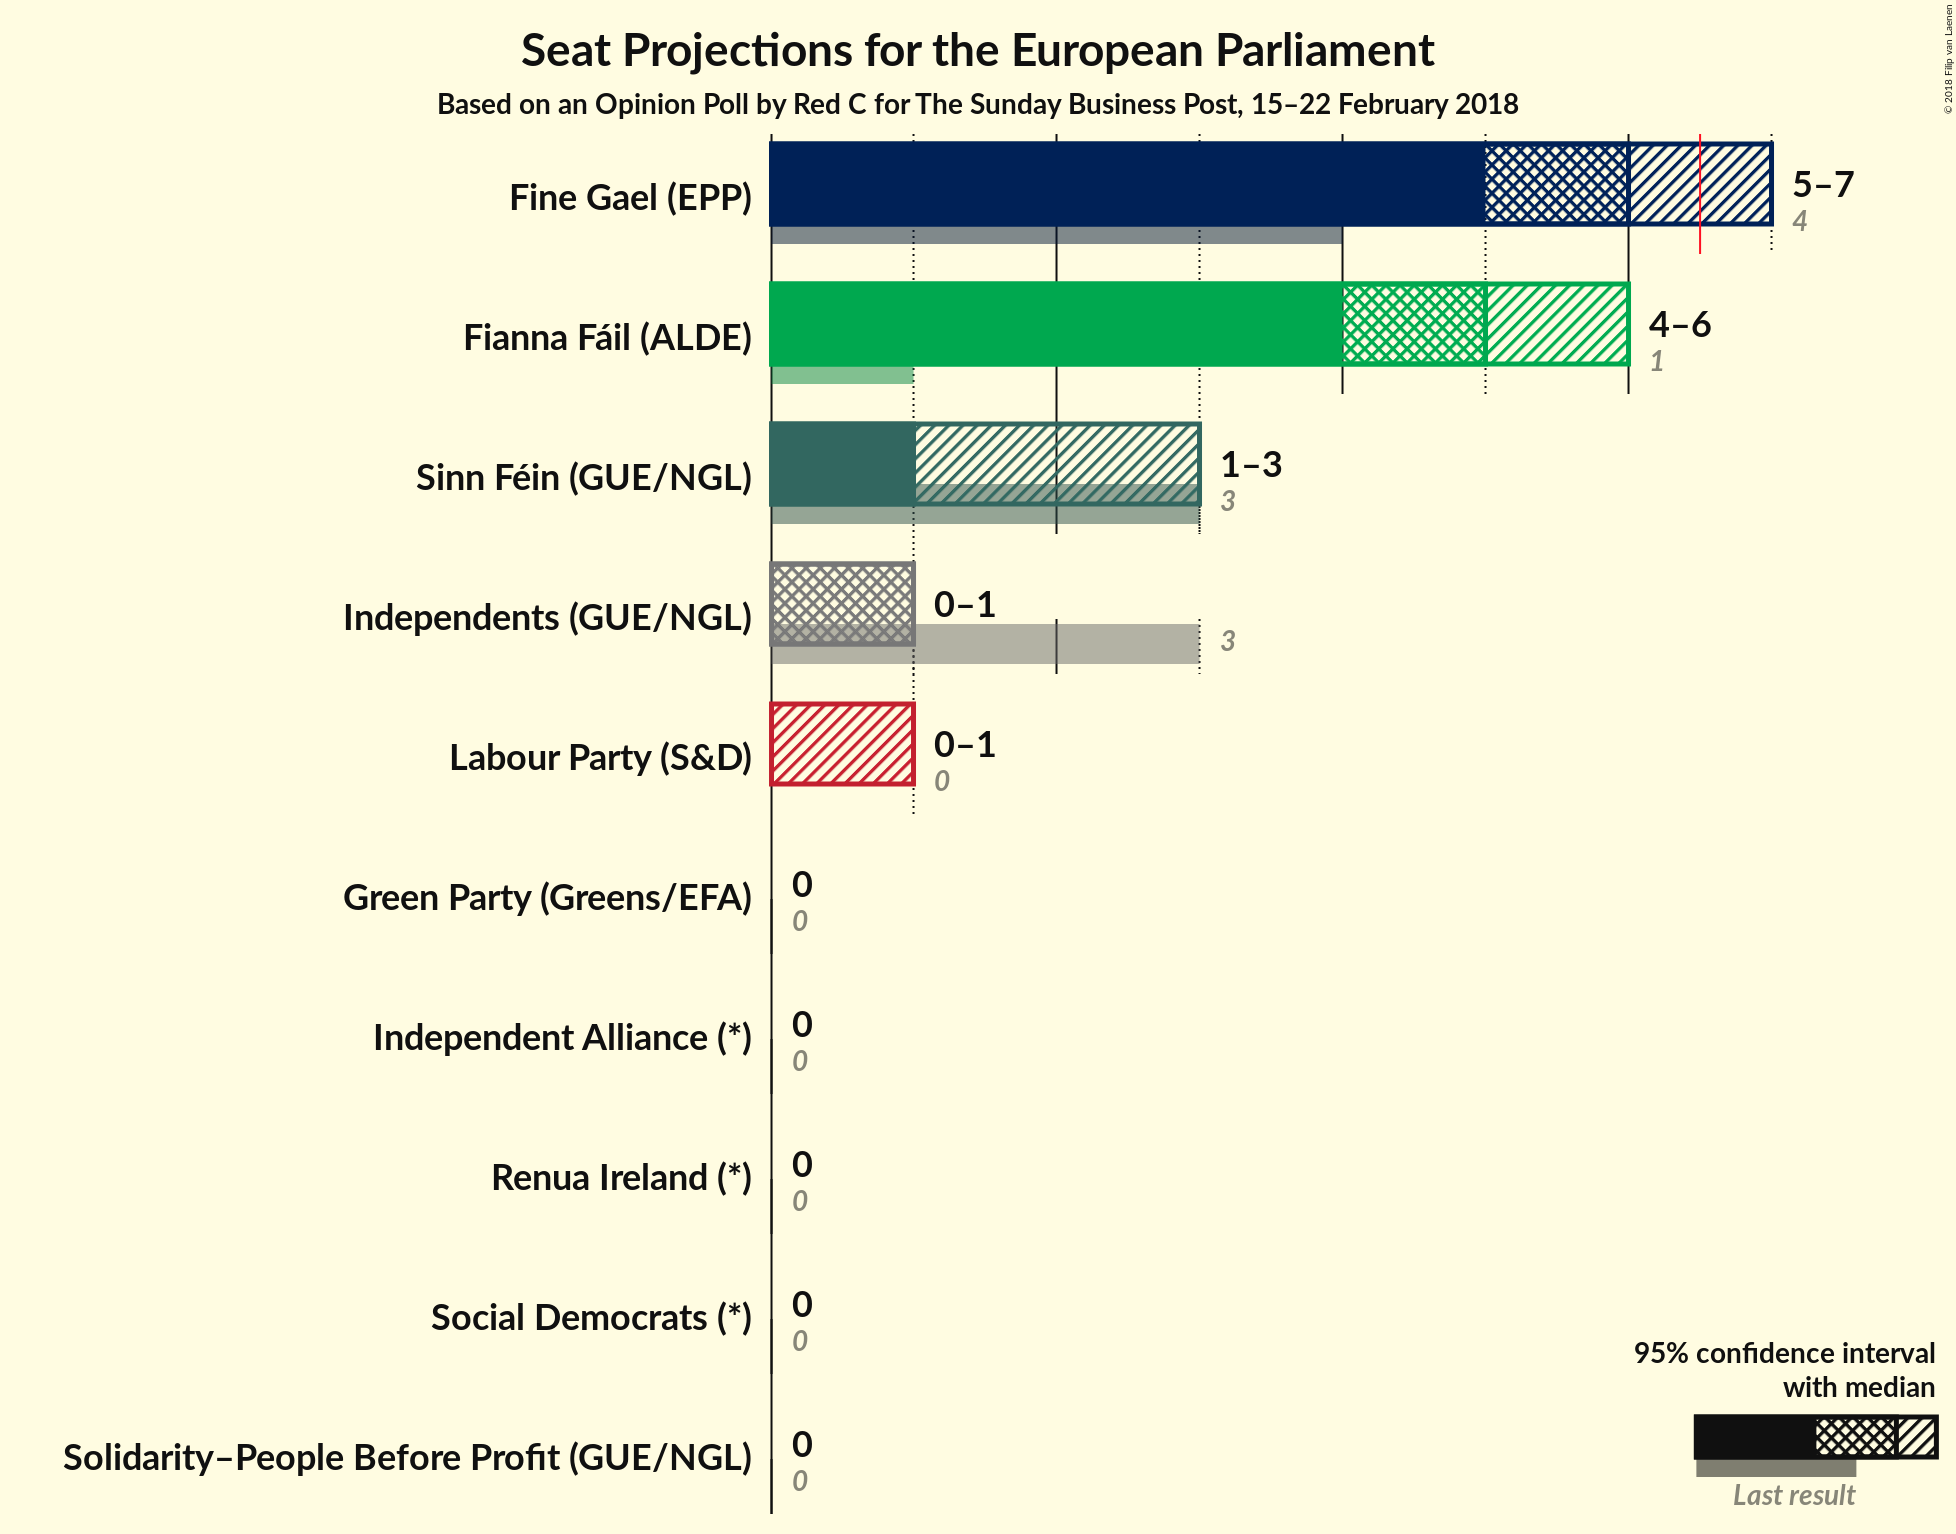 Seat Projections for the European Parliament
Based on an Opinion Poll by Red C for The Sunday Business Post, 15–22 February 2018
© 2018 Filip van Laenen
Fine Gael (EPP)
5–7
4
Fianna Fáil (ALDE)
4–6
1
Sinn Féin (GUE/NGL)
1–3
3
Independents (GUE/NGL)
0–1
3
Labour Party (S&D)
0–1
0
Green Party (Greens/EFA)
0
0
Independent Alliance (*)
0
0
Renua Ireland (*)
0
0
Social Democrats (*)
0
0
Solidarity–People Before Profit (GUE/NGL)
0
0
95% confidence interval
with median
Last result